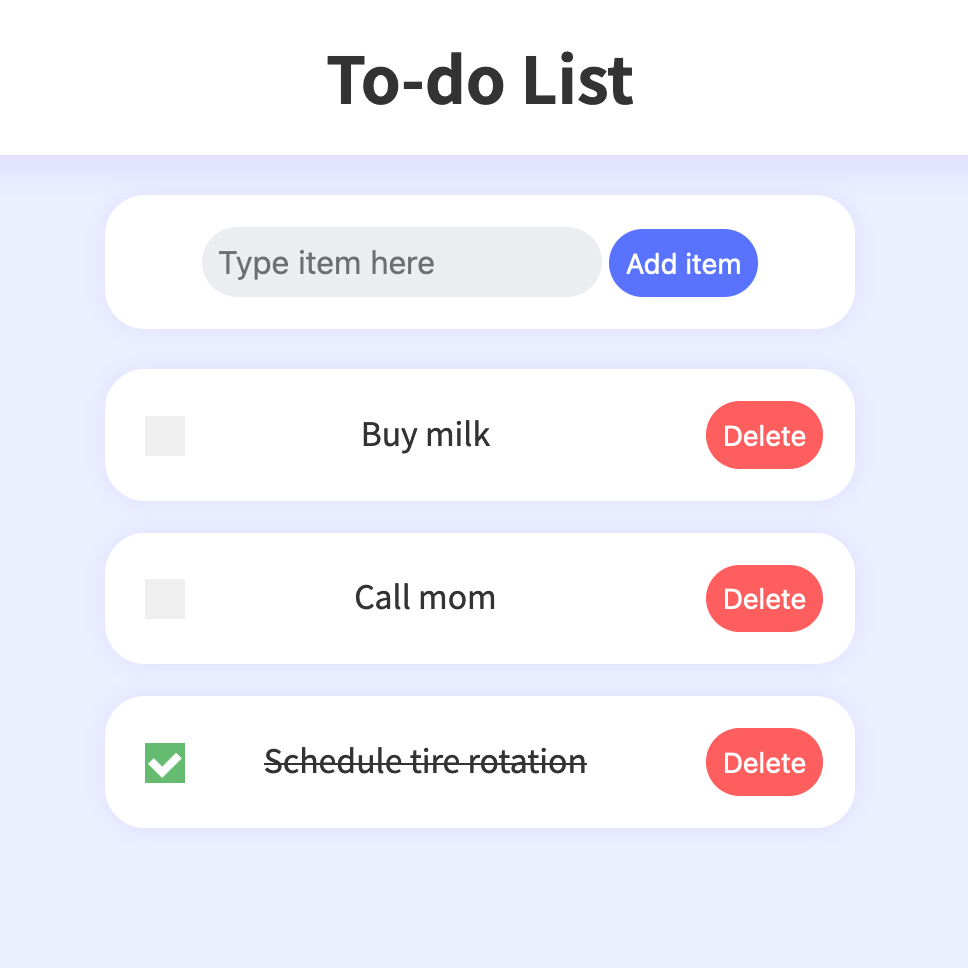 To-do List
Type item here Add item
Buy milk Delete
Call mom Delete
Schedule tire rotation Delete